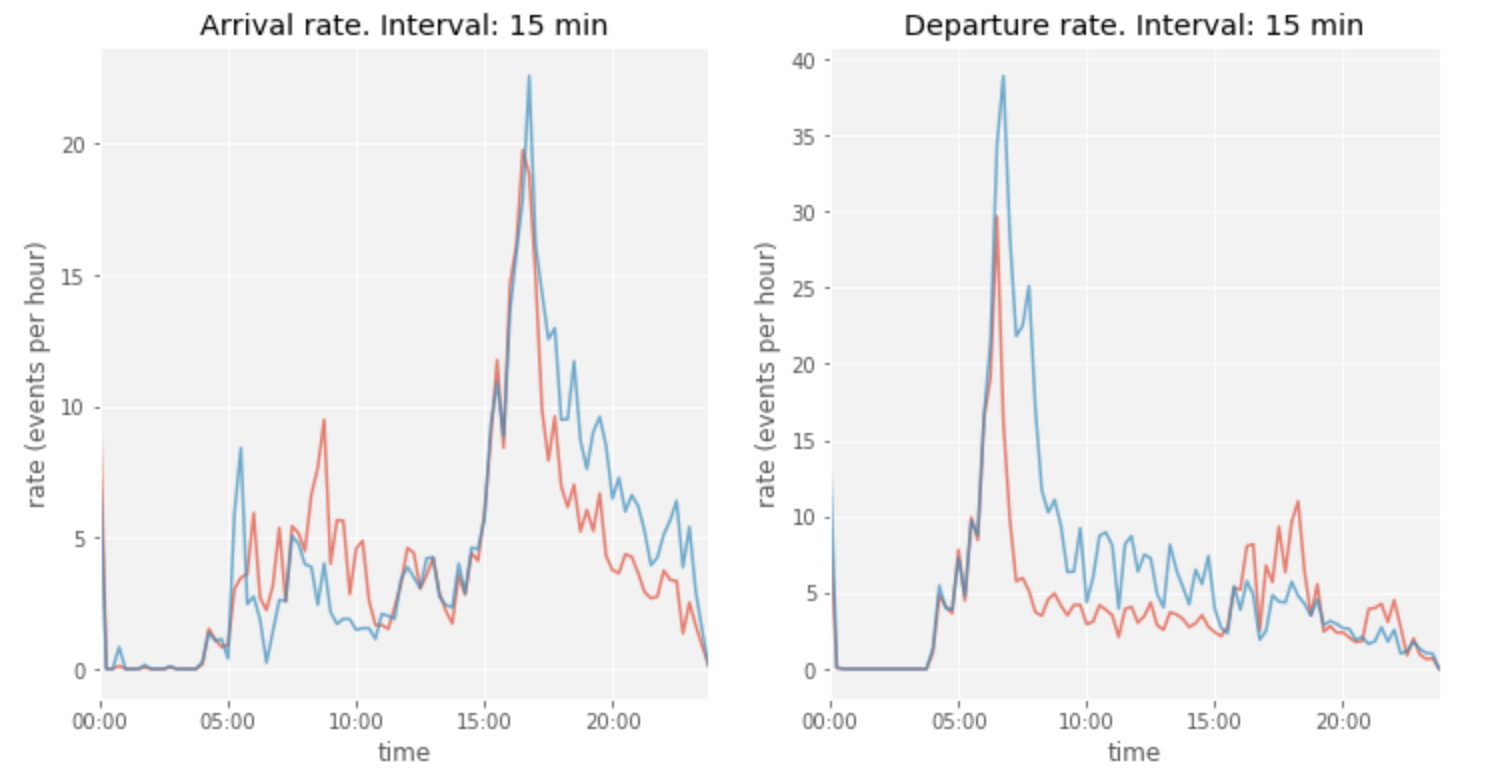 Arrival rate. Interval: 15 min
rate (events per hour)
20
15
10
5
0
00:00 05:00 10:00 15:00 20:00
time
Departure rate. Interval: 15 min
rate (events per hour)
40
35
30
25
20
15
10
5
0
00:00 05:00 10:00 15:00 20:00
time